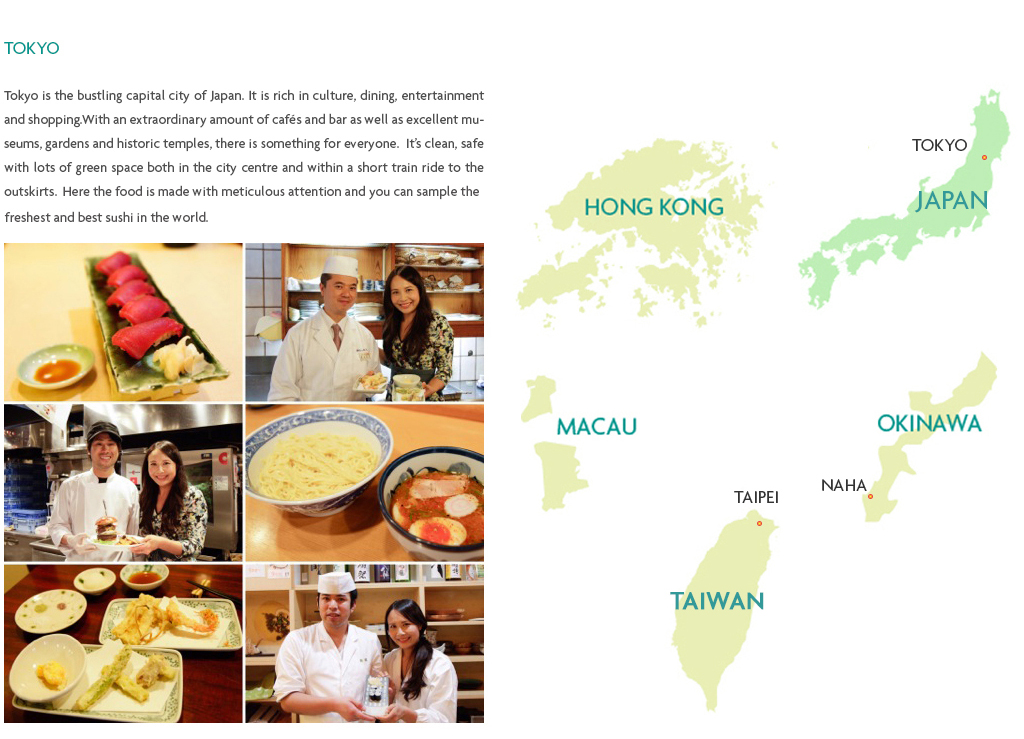 TOKYO
Tokyo is the bustling capital city of Japan. It is rich in culture, dining, entertainment
and shopping.With an extraordinary amount of cafés and bar as well as excellent mu-
seums, gardens and historic temples, there is something for everyone.  It's clean, safe
with lots of green space both in the city centre and within a short train ride to the
outskirts.  Here the food is made with meticulous attention and you can sample the
freshest and best sushi in the world.
TOKYO
JAPAN
HONG KONG
MACAU
OKINAWA
NAHA
TAIPEI
TAIWAN